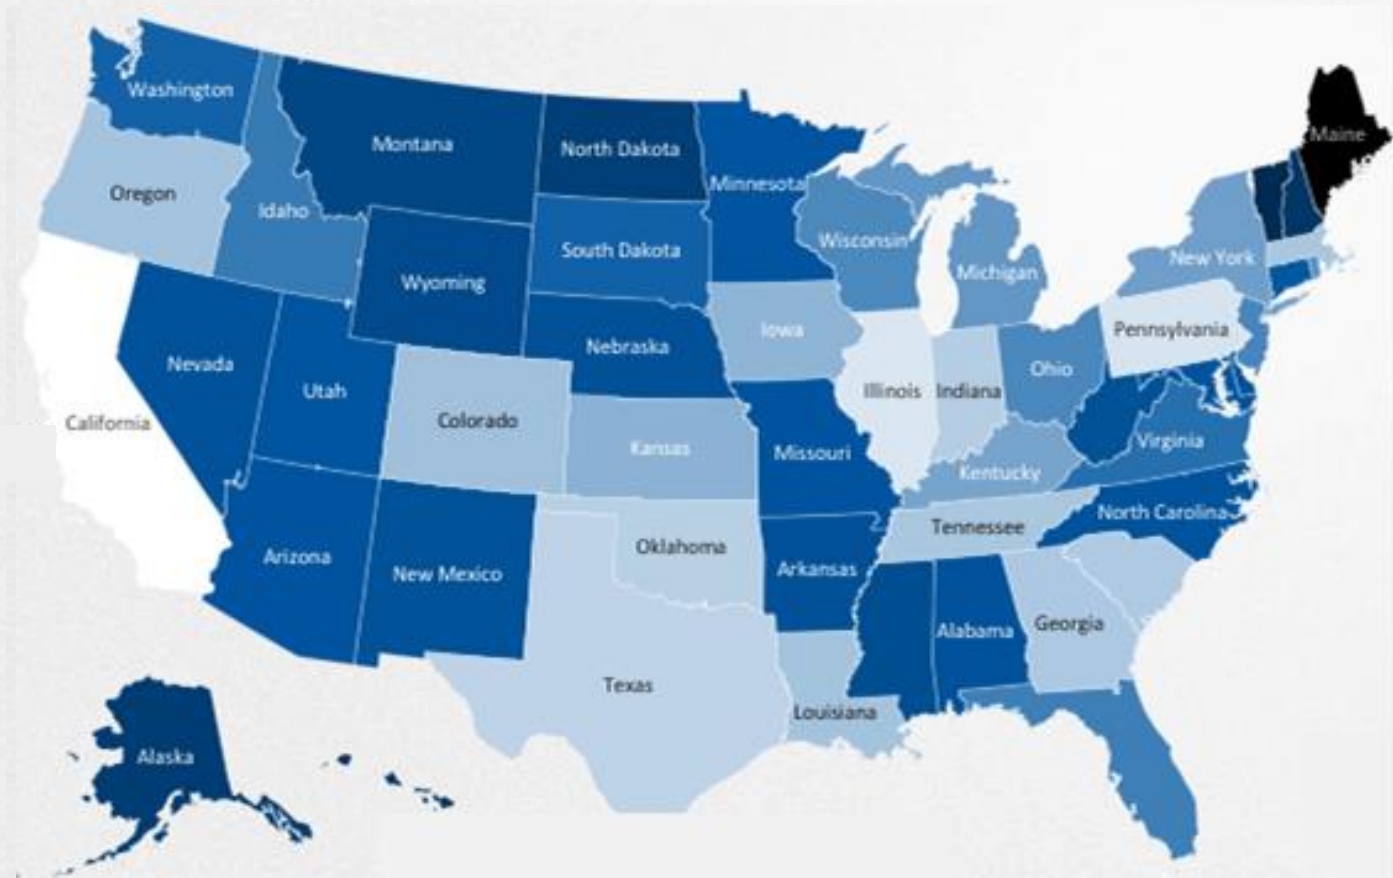 Washington
Montana
North Dakota
Minnesota
Maine
Oregon
Idaho
South Dakota
Wisconsin
Michigan
New York
Wyoming
Nebraska
Iowa
Pennsylvania
Nevada
Utah
Illinois
Indiana
Ohio
California
Colorado
Kansas
Missouri
Kentucky
Virginia
Arizona
New Mexico
Oklahoma
Arkansas
Tennessee
North Carolina
Alabama
Georgia
Texas
Louisiana
Alaska